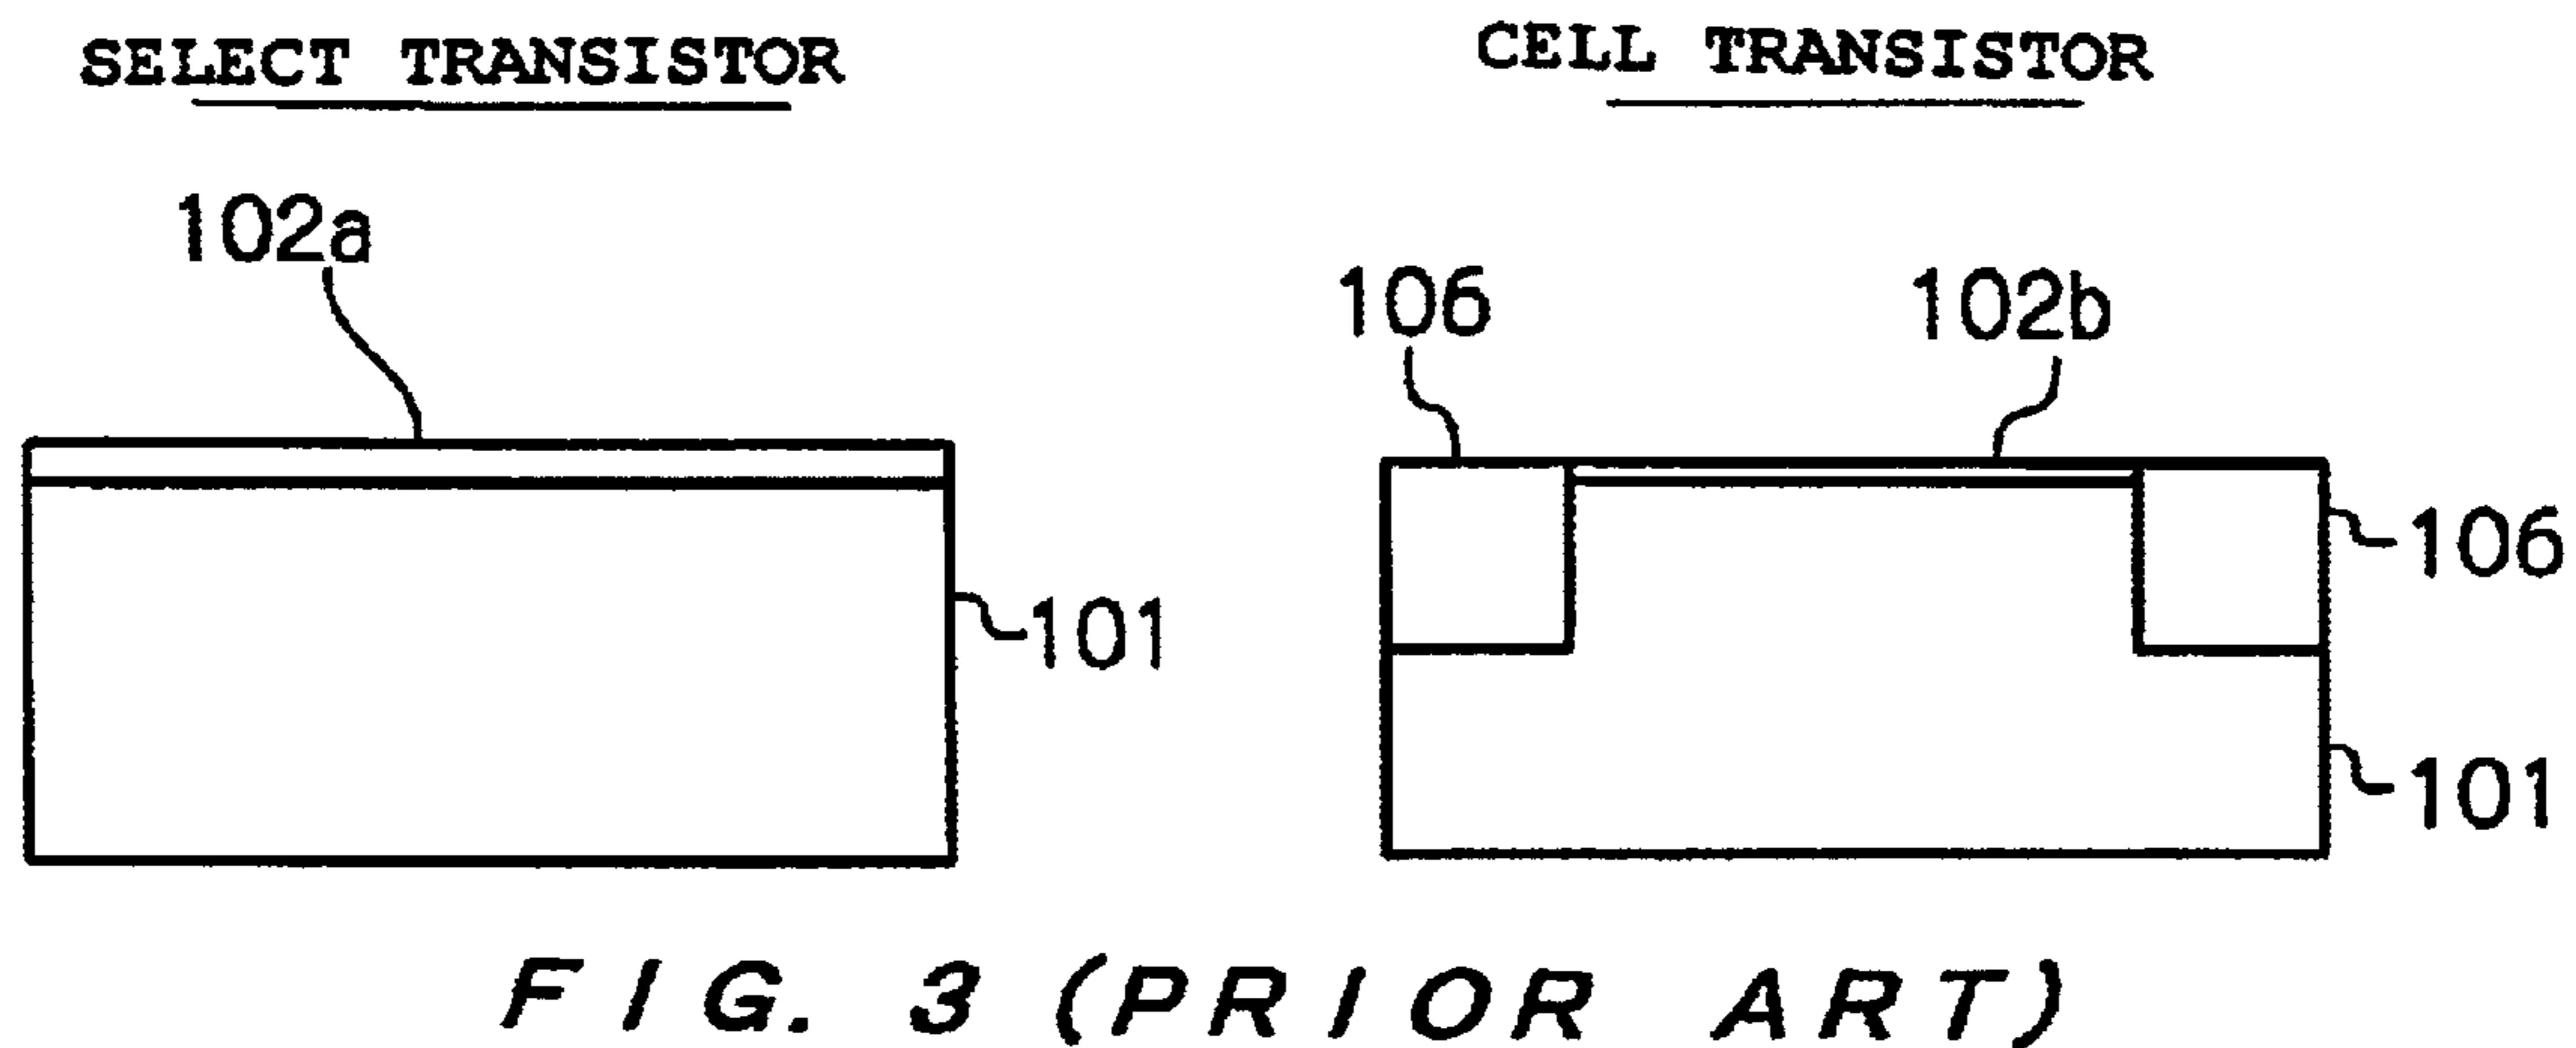 SELECT TRANSISTOR
CELL TRANSISTOR
102a
106
102b
106
101
101
FIG. 3 (PRIOR ART)